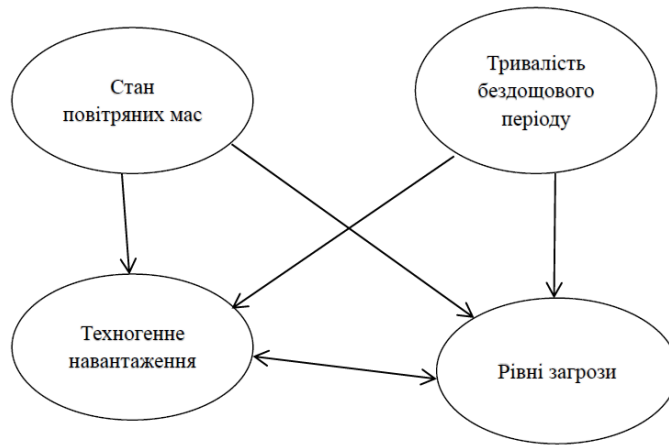 Стан
повітряних мас
Тривалість
бездощового
періоду
Техногенне
навантаження
Рівні загрози